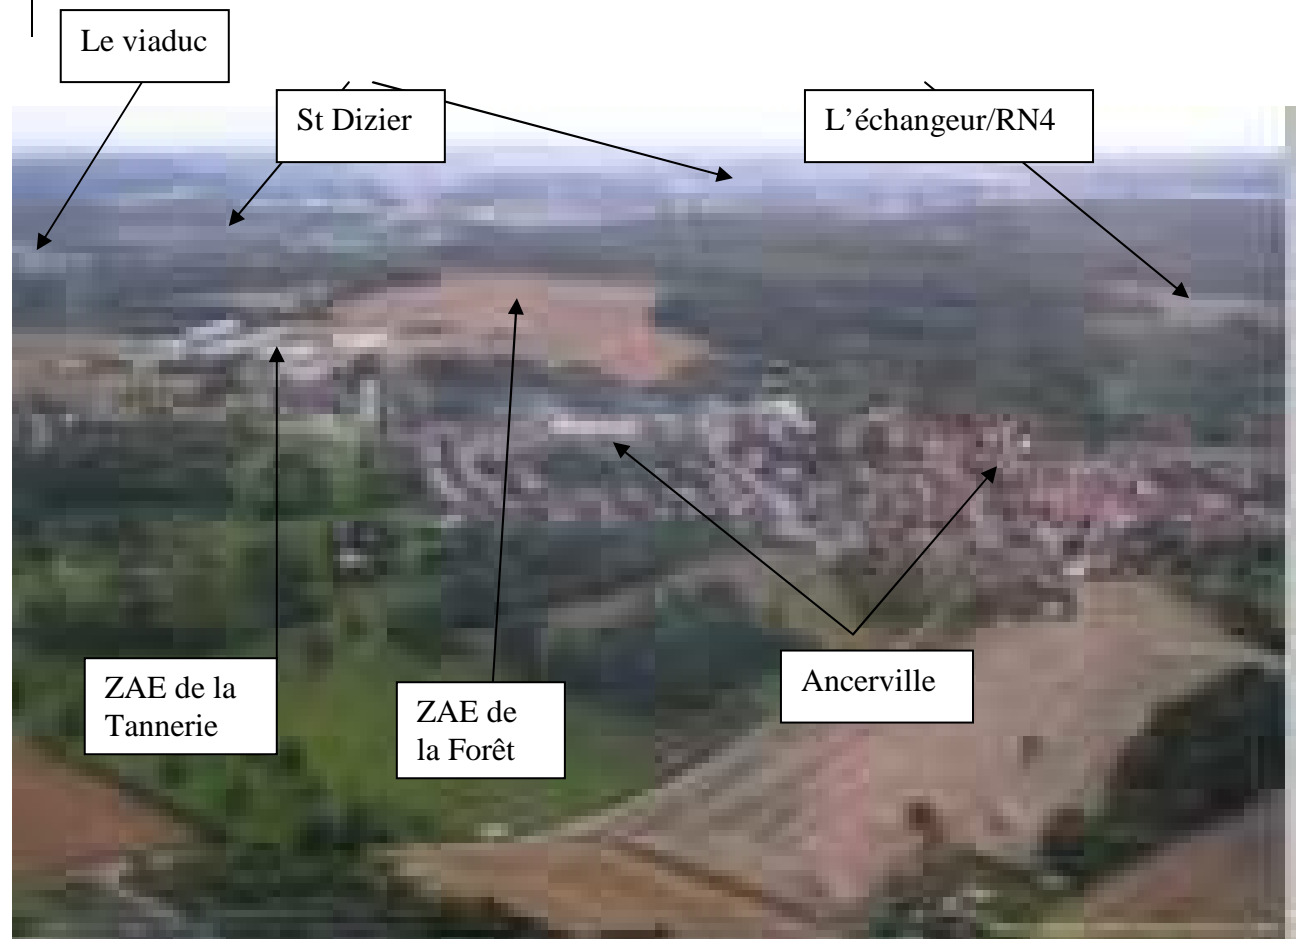 Le viaduc
St Dizier
L’échangeur/RN4
ZAE de la
Tannerie
ZAE de
la Forêt
Ancerville